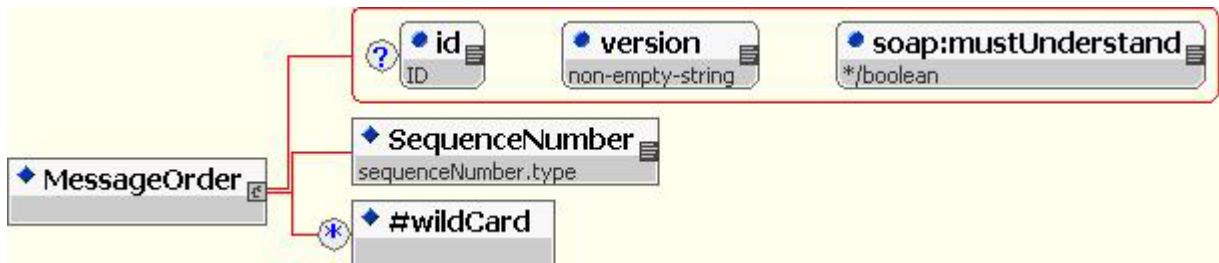 ? id version soap:mustUnderstand
ID non-empty-string */boolean
SequenceNumber
sequenceNumber.type
MessageOrder
* #wildCard